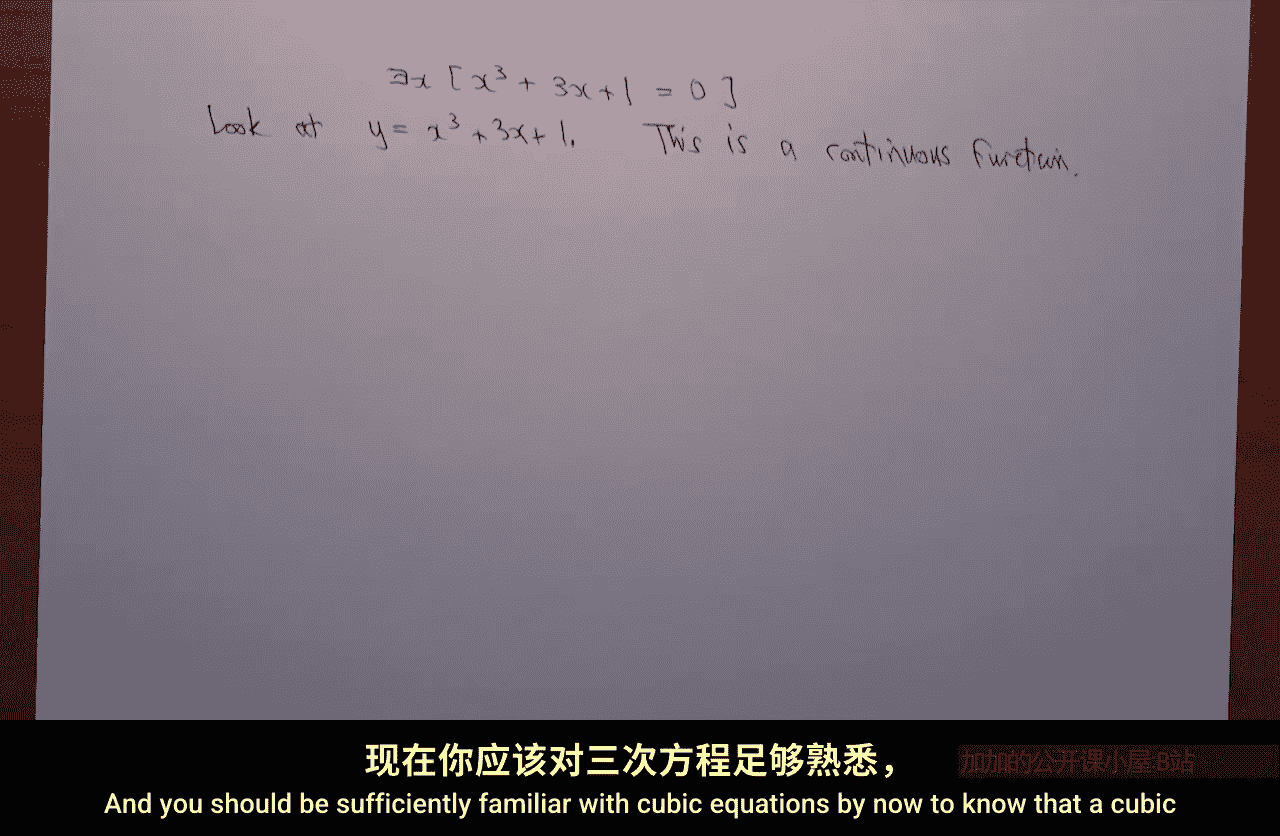 ∃x [x³ + 3x + 1 = 0]
Look at y = x³ + 3x + 1. This is a continuous function.
现在你应该对三次方程足够熟悉，
加加的公开课小屋:B站
And you should be sufficiently familiar with cubic equations by now to know that a cubic